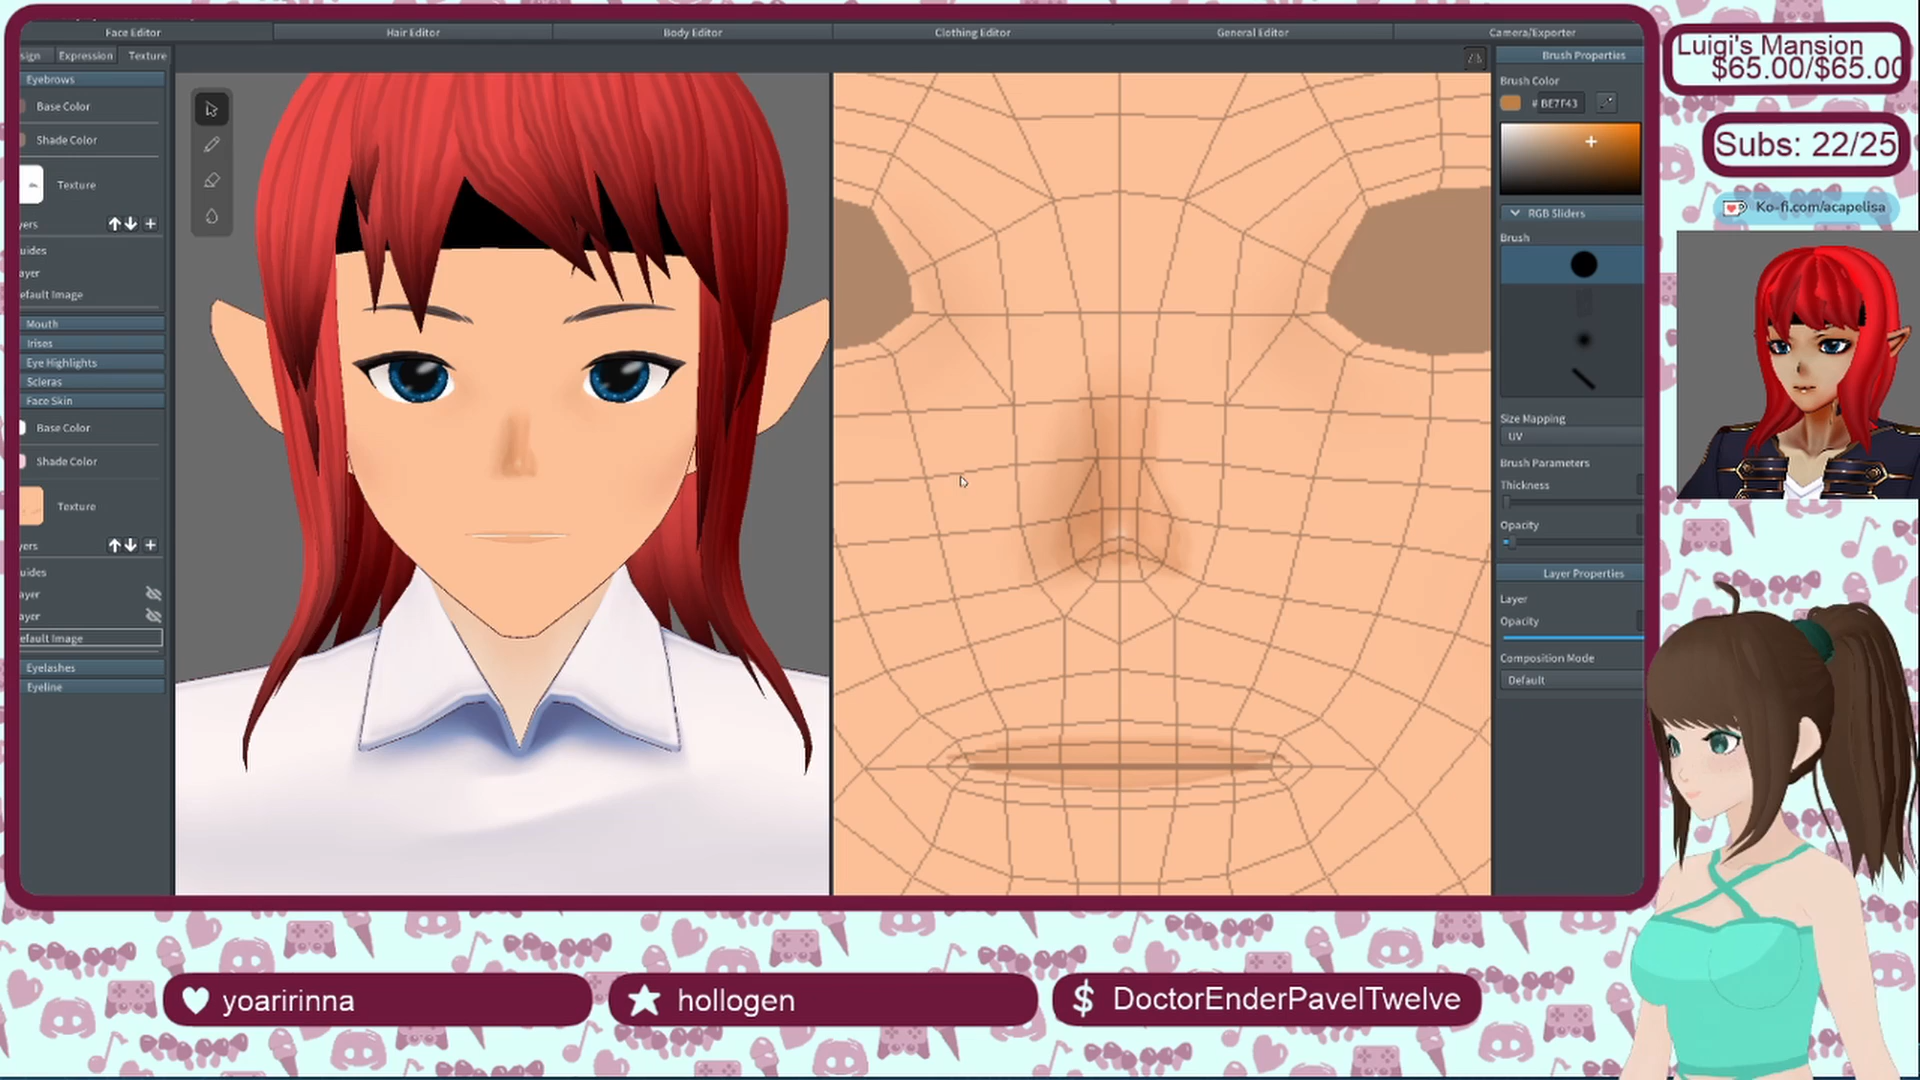 Face Editor
Hair Editor
Body Editor
Clothing Editor
General Editor
Camera/Exporter
sign
Expression
Texture
Eyebrows
Base Color
Shade Color
Texture
yers
uides
ayer
efault Image
Mouth
Irises
Eye Highlights
Scleras
Face Skin
Base Color
Shade Color
Texture
yers
uides
ayer
ayer
efault Image
Eyelashes
Eyeline
Brush Properties
Brush Color
# BE7F43
RGB Sliders
Brush
Size Mapping
UV
Brush Parameters
Thickness
Opacity
Layer Properties
Layer
Opacity
Composition Mode
Default
Luigi's Mansion
$65.00/$65.00
Subs: 22/25
Ko-fi.com/acapelisa
yoaririnna
hollogen
$ DoctorEnderPavelTwelve